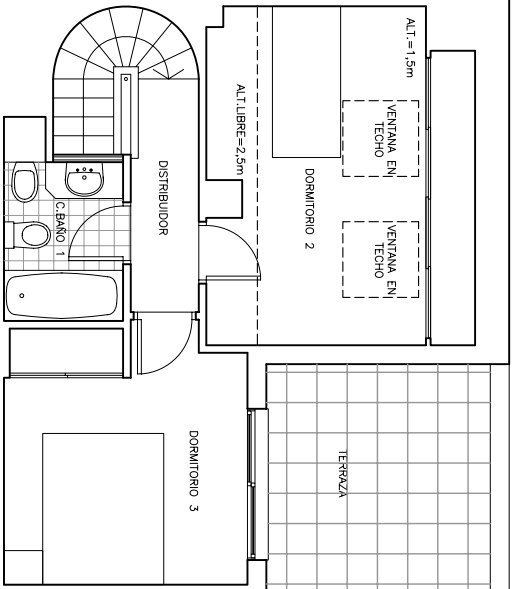 ALT.=1,5m
VENTANA EN
TECHO
ALT.LIBRE=2,5m
DORMITORIO 2
VENTANA EN
TECHO
DISTRIBUIDOR
C.BAÑO 1
DORMITORIO 3
TERRAZA